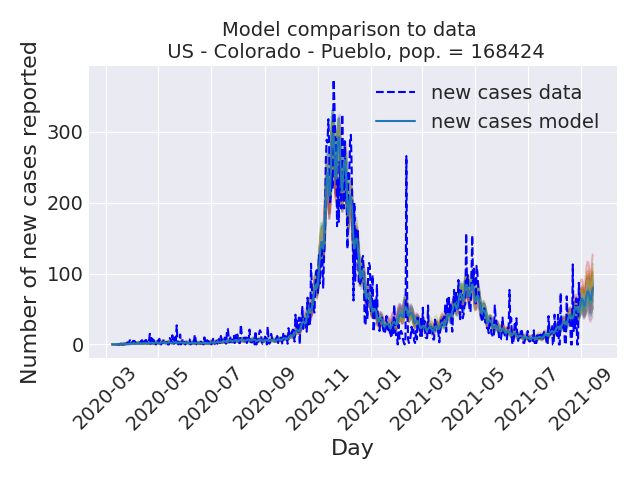 Model comparison to data
US - Colorado - Pueblo, pop. = 168424
Number of new cases reported
300
200
100
0
new cases data
new cases model
2020-03
2020-05
2020-07
2020-09
2020-11
2021-01
2021-03
2021-05
2021-07
2021-09
Day